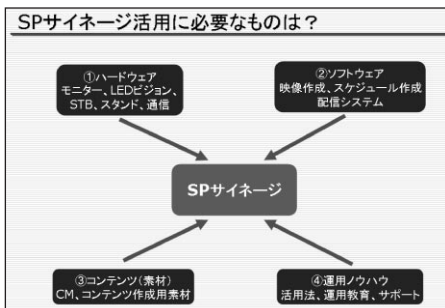 SPサイネージ活用に必要なものは？
①ハードウェア
モニター、LEDビジョン、
STB、スタンド、通信
②ソフトウェア
映像作成、スケジュール作成
配信システム
SPサイネージ
③コンテンツ(素材)
CM、コンテンツ作成用素材
④運用ノウハウ
活用法、運用教育、サポート